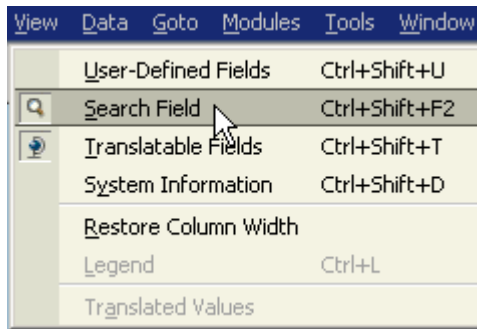 View Data Goto Modules Tools Window
User-Defined Fields Ctrl+Shift+U
Search Field Ctrl+Shift+F2
Translatable Fields Ctrl+Shift+T
System Information Ctrl+Shift+D
Restore Column Width
Legend Ctrl+L
Translated Values